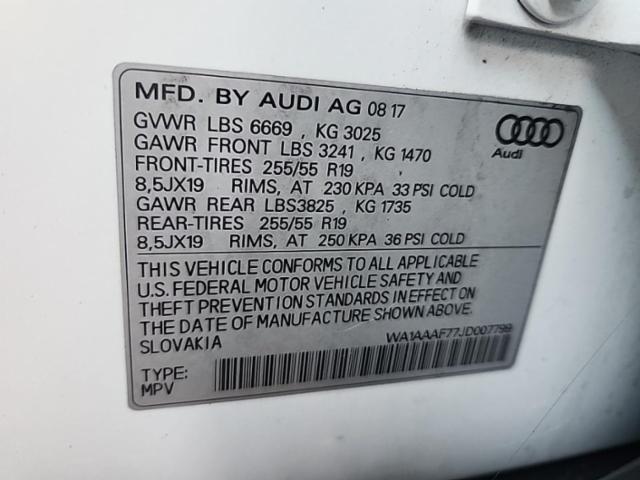 MFD. BY AUDI AG 08 17
GVWR LBS 6669 , KG 3025
GAWR FRONT LBS 3241 , KG 1470
FRONT-TIRES 255/55 R19
8,5JX19 RIMS, AT 230 KPA 33 PSI COLD
GAWR REAR LBS3825 , KG 1735
REAR-TIRES 255/55 R19
8,5JX19 RIMS, AT 250 KPA 36 PSI COLD
Audi
THIS VEHICLE CONFORMS TO ALL APPLICABLE
U.S. FEDERAL MOTOR VEHICLE SAFETY AND
THEFT PREVENTION STANDARDS IN EFFECT ON
THE DATE OF MANUFACTURE SHOWN ABOVE.
SLOVAKIA
WA1AAAF77JD007799
TYPE:
MPV